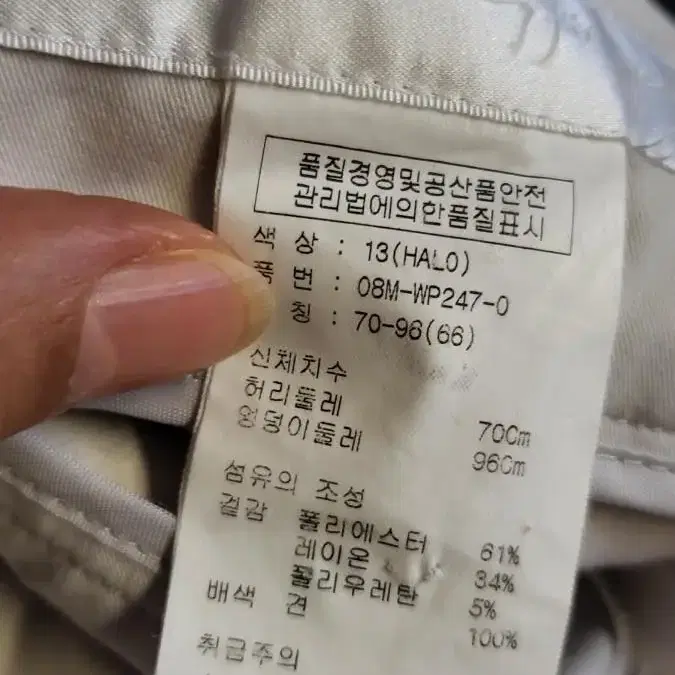 품질경영및공산품안전
관리법에의한품질표시
색 상 : 13(HALO)
품 번 : 08M-WP247-0
칭 : 70-96(66)
신체치수
허리둘레 70Cm
엉덩이둘레 96Cm
섬유의 조성
겉감 폴리에스터 61%
레이온 34%
폴리우레탄 5%
배색 견 100%
취급주의